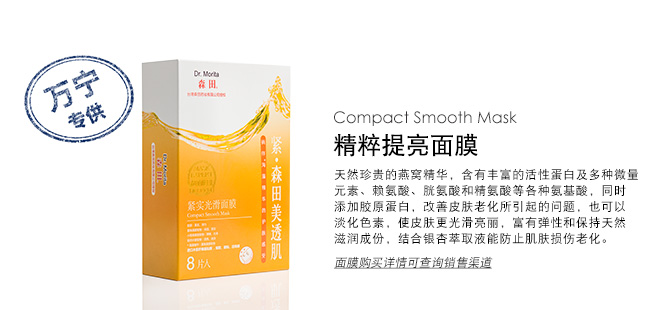 万宁
专供
Dr. Morita
森田
紧·森田美透肌
紧实光滑面膜
Compact Smooth Mask
8片入
Dr. Morita
森田
Compact Smooth Mask
精粹提亮面膜
天然珍贵的燕窝精华，含有丰富的活性蛋白及多种微量
元素、赖氨酸、胱氨酸和精氨酸等各种氨基酸，同时
添加胶原蛋白，改善皮肤老化所引起的问题，也可以
淡化色素，使皮肤更光滑亮丽，富有弹性和保持天然
滋润成份，结合银杏萃取液能防止肌肤损伤老化。
面膜购买详情可查询销售渠道